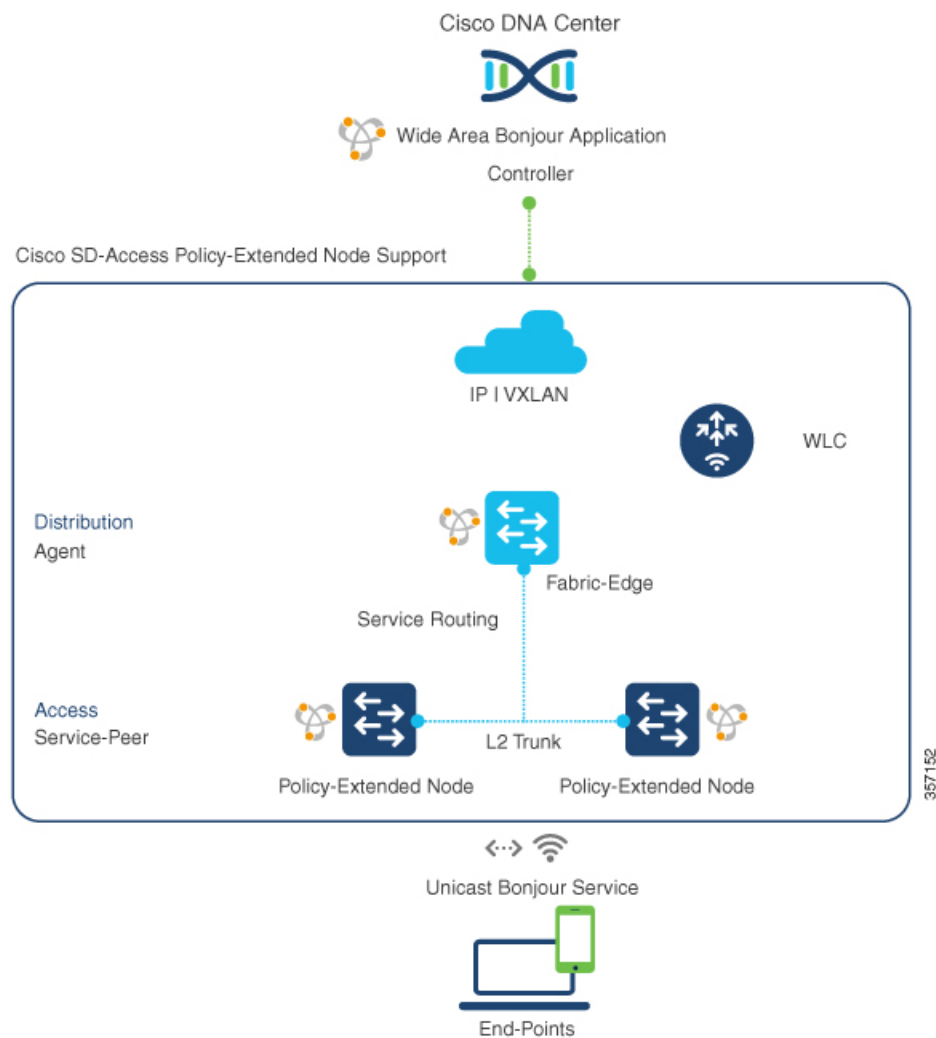 Cisco DNA Center
Wide Area Bonjour Application
Controller
Cisco SD-Access Policy-Extended Node Support
IP | VXLAN
WLC
Distribution
Agent
Fabric-Edge
Service Routing
Access
Service-Peer
L2 Trunk
Policy-Extended Node
Policy-Extended Node
357152
Unicast Bonjour Service
End-Points